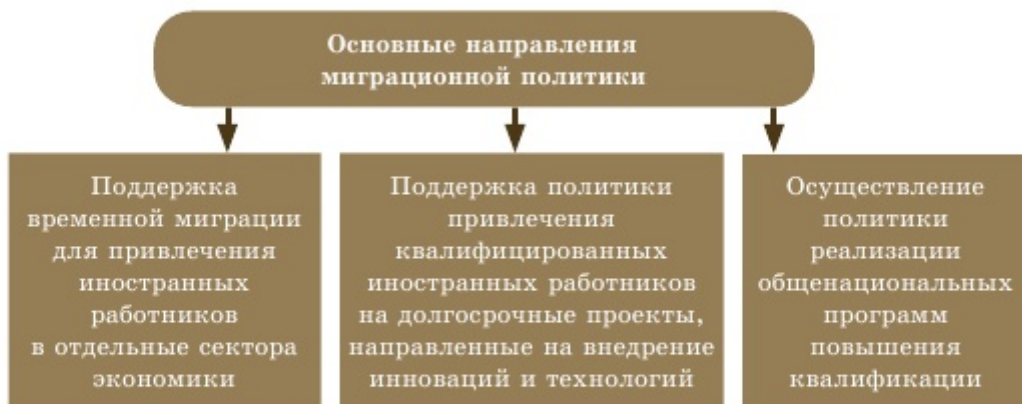 Основные направления
миграционной политики
Поддержка
временной миграции
для привлечения
иностранных
работников
в отдельные сектора
экономики
Поддержка политики
привлечения
квалифицированных
иностранных работников
на долгосрочные проекты,
направленные на внедрение
инноваций и технологий
Осуществление
политики
реализации
общенациональных
программ
повышения
квалификации